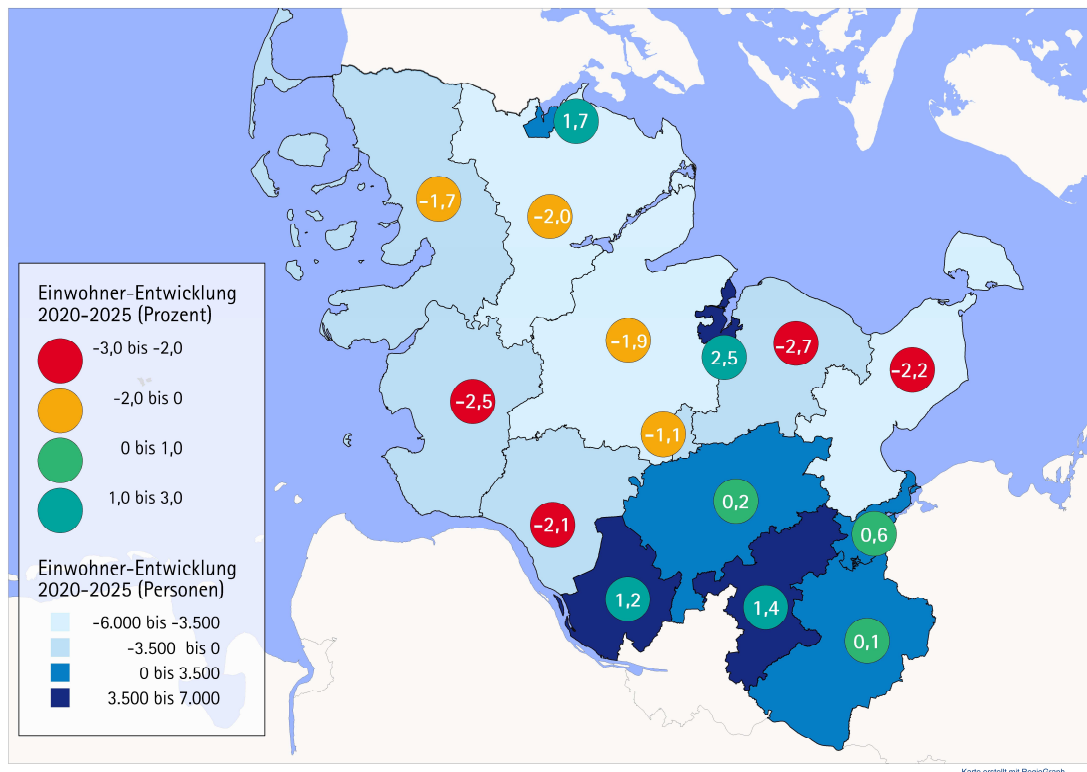 1,7
-1,7
-2,0
-1,9
2,5
-2,7
-2,2
-2,5
-1,1
0,2
-2,1
0,6
1,2
1,4
0,1
Einwohner-Entwicklung
2020-2025 (Prozent)
-3,0 bis -2,0
-2,0 bis 0
0 bis 1,0
1,0 bis 3,0
Einwohner-Entwicklung
2020-2025 (Personen)
-6.000 bis -3.500
-3.500 bis 0
0 bis 3.500
3.500 bis 7.000
Karte erstellt mit RegioGraph